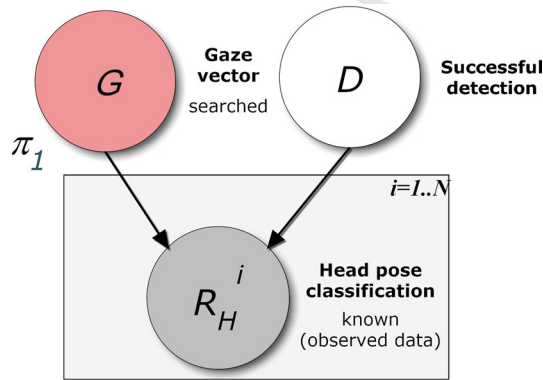 G
Gaze
vector
searched
D
Successful
detection
π1
i=1..N
R_H^i
Head pose
classification
known
(observed data)